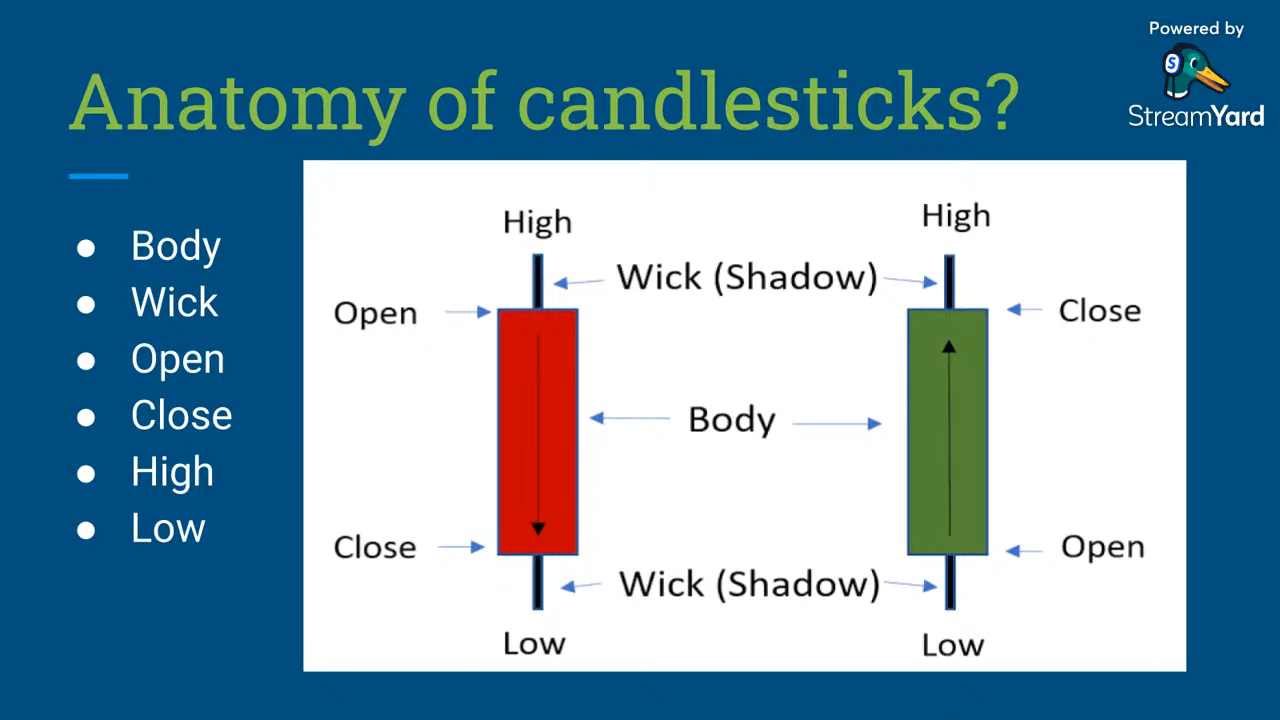 Powered by
StreamYard
Anatomy of candlesticks?
● Body
● Wick
● Open
● Close
● High
● Low
High
High
Wick (Shadow)
Open
Close
Body
Close
Open
Wick (Shadow)
Low
Low
S